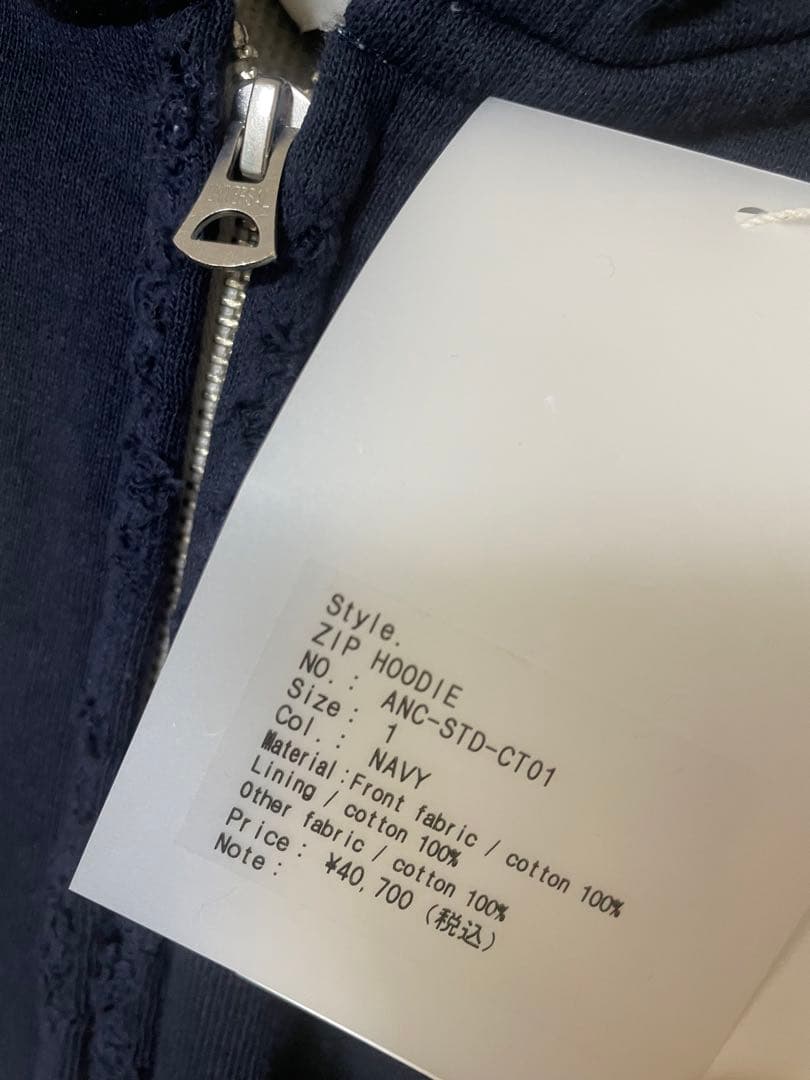 UNIVERSAL
Style.
ZIP HOODIE
NO. : ANC-STD-CT01
Size : 1
Col. : NAVY
Material :Front fabric / cotton 100%
Lining / cotton 100%
Other fabric / cotton 100%
Price : ¥40,700 (税込)
Note :